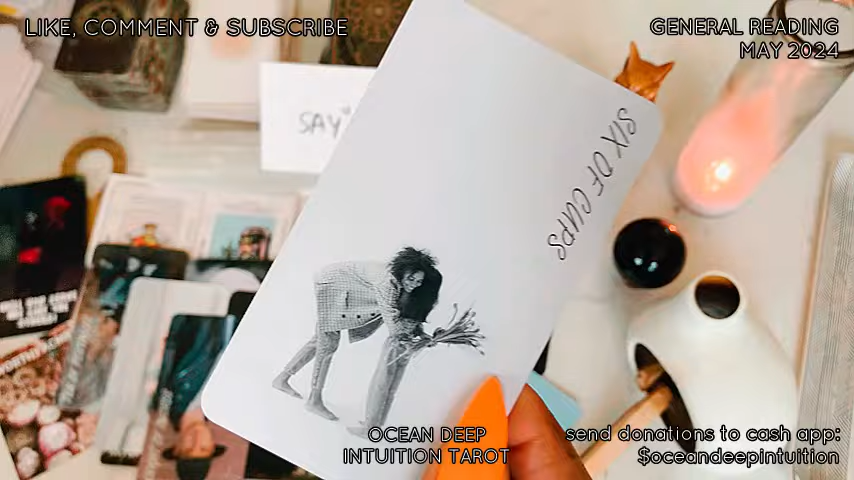 LIKE, COMMENT & SUBSCRIBE
GENERAL READING
MAY 2024
SAY
SIX OF CUPS
OCEAN DEEP
INTUITION TAROT
send donations to cash app:
$oceandeepintuition